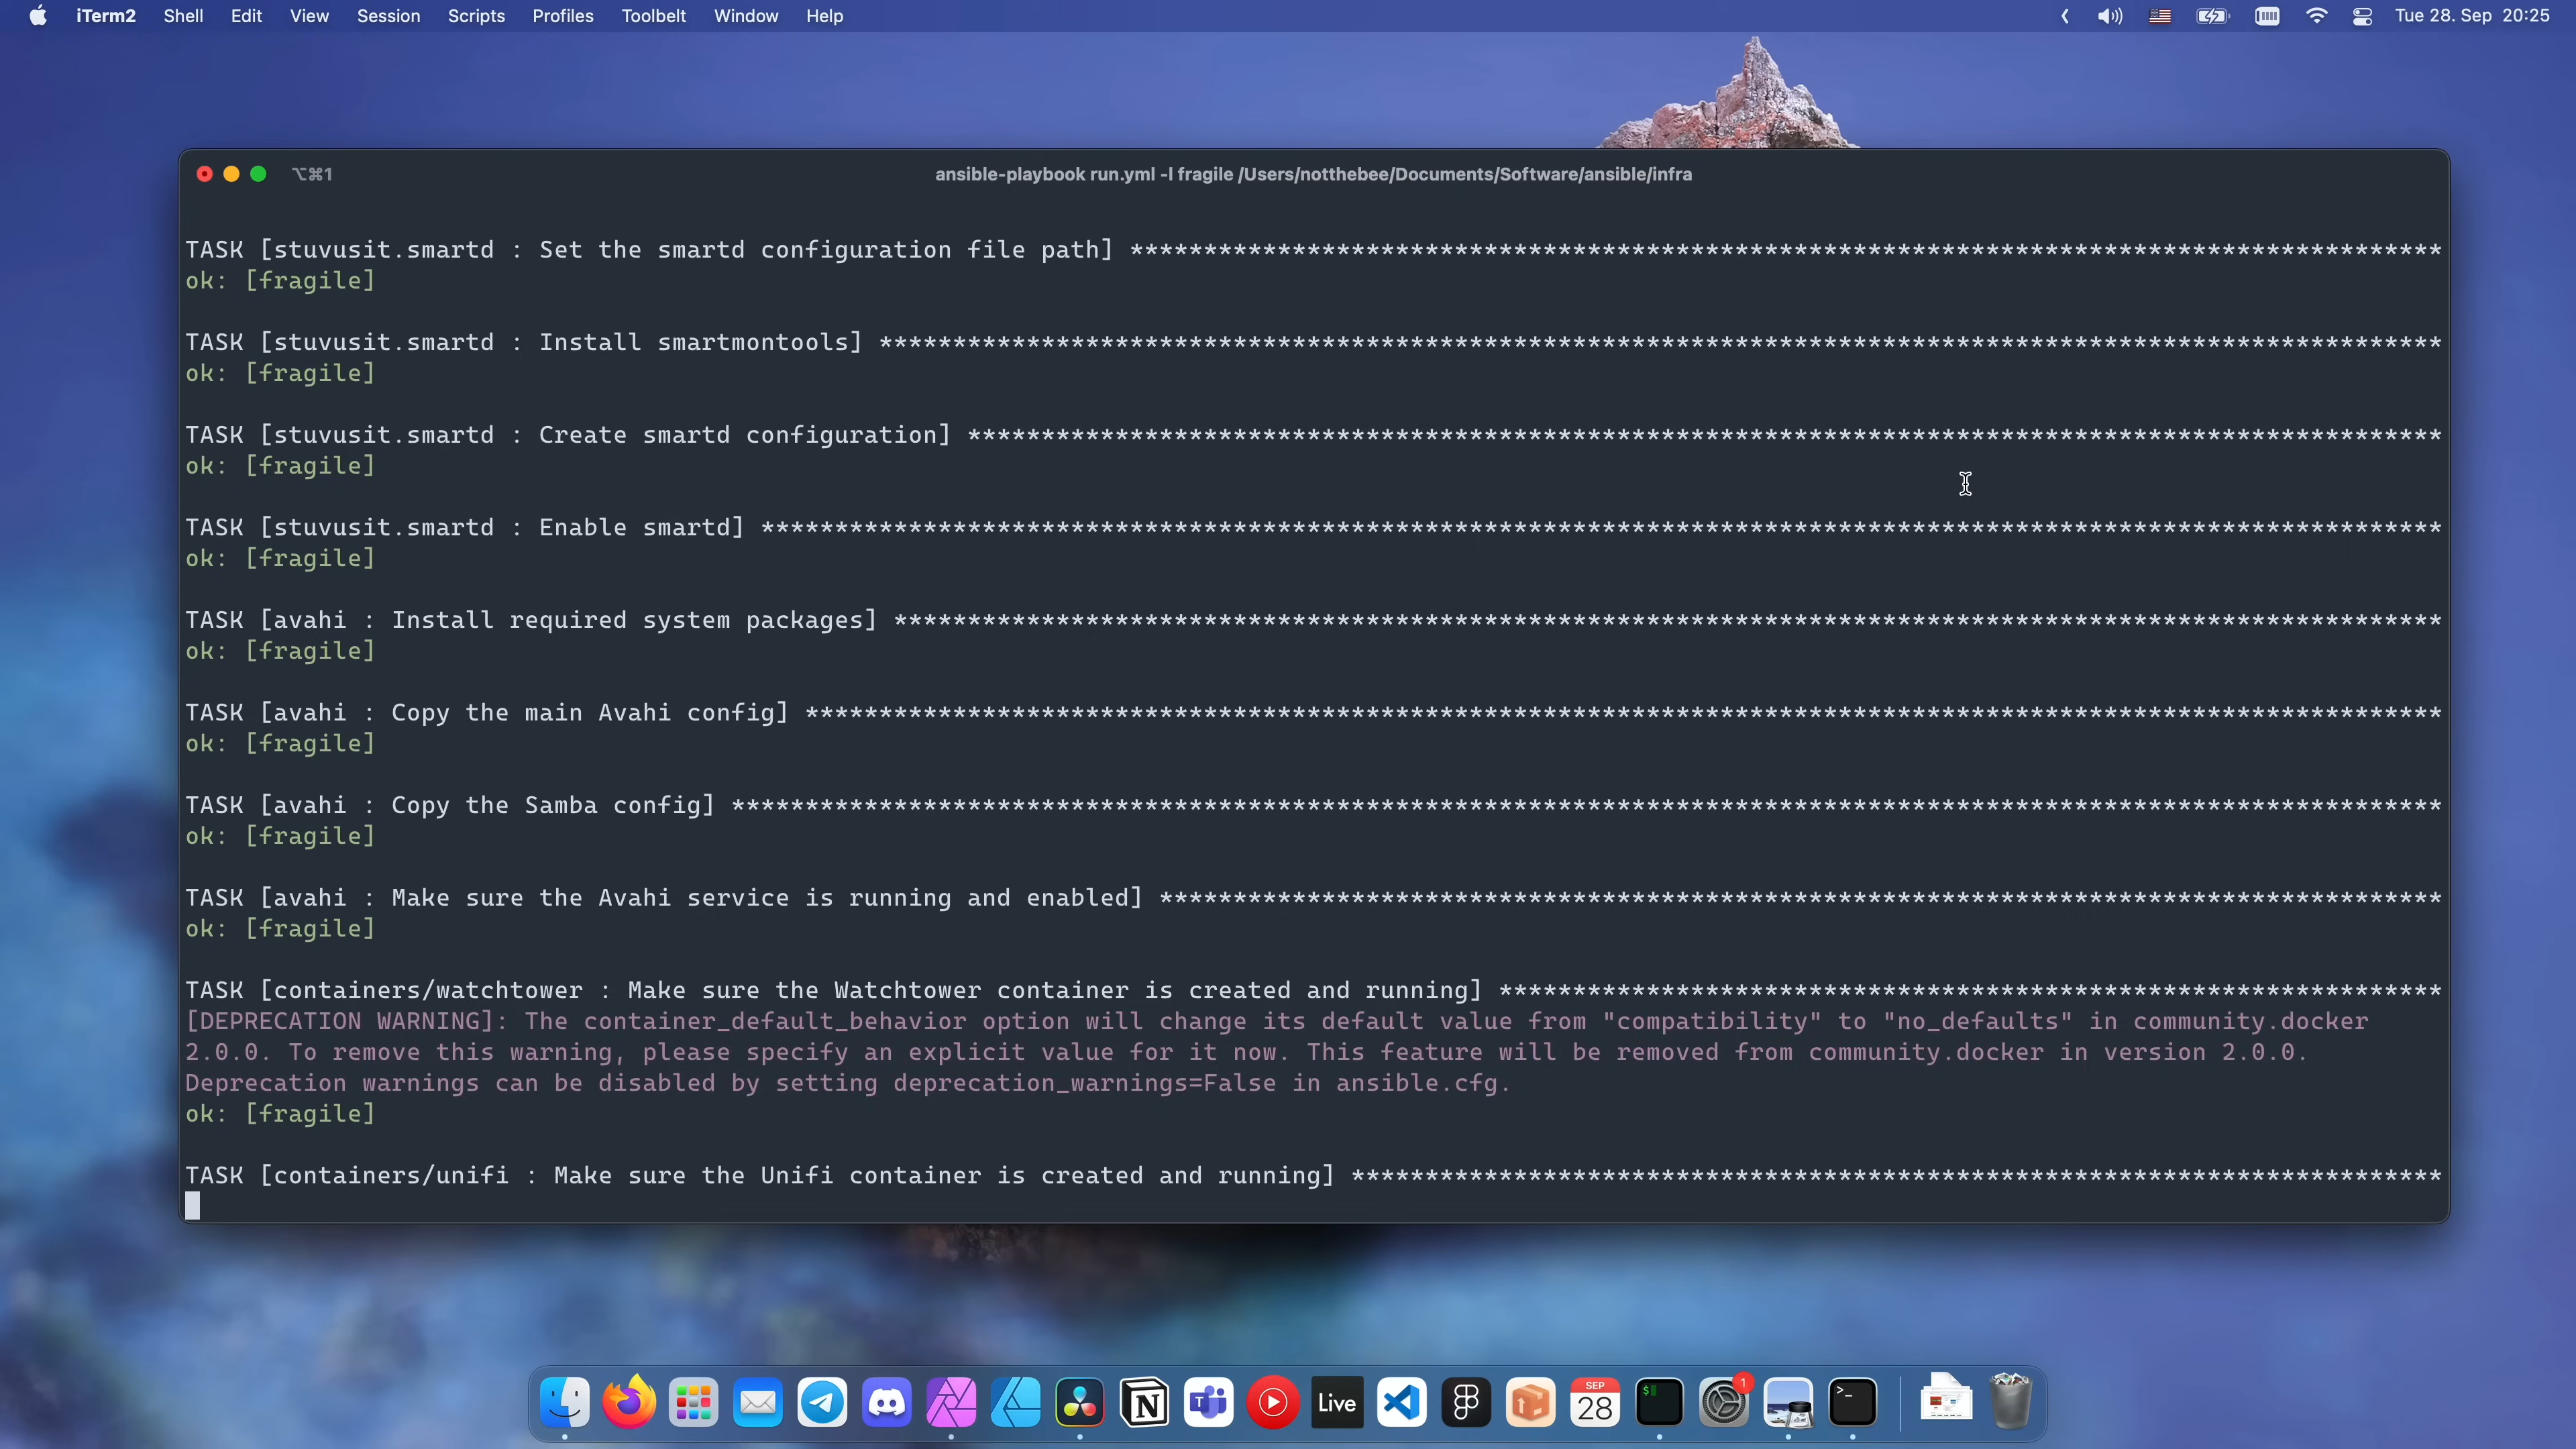 iTerm2 Shell Edit View Session Scripts Profiles Toolbelt Window Help Tue 28. Sep 20:25
⌥⌘1 ansible-playbook run.yml -l fragile /Users/notthebee/Documents/Software/ansible/infra
TASK [stuvusit.smartd : Set the smartd configuration file path] *****************************************************************************************
ok: [fragile]
TASK [stuvusit.smartd : Install smartmontools] **********************************************************************************************************
ok: [fragile]
TASK [stuvusit.smartd : Create smartd configuration] ****************************************************************************************************
ok: [fragile]
TASK [stuvusit.smartd : Enable smartd] ******************************************************************************************************************
ok: [fragile]
TASK [avahi : Install required system packages] *********************************************************************************************************
ok: [fragile]
TASK [avahi : Copy the main Avahi config] ***************************************************************************************************************
ok: [fragile]
TASK [avahi : Copy the Samba config] ********************************************************************************************************************
ok: [fragile]
TASK [avahi : Make sure the Avahi service is running and enabled] ***************************************************************************************
ok: [fragile]
TASK [containers/watchtower : Make sure the Watchtower container is created and running] ****************************************************************
[DEPRECATION WARNING]: The container_default_behavior option will change its default value from "compatibility" to "no_defaults" in community.docker
2.0.0. To remove this warning, please specify an explicit value for it now. This feature will be removed from community.docker in version 2.0.0.
Deprecation warnings can be disabled by setting deprecation_warnings=False in ansible.cfg.
ok: [fragile]
TASK [containers/unifi : Make sure the Unifi container is created and running] **************************************************************************
Live
SEP
28
1